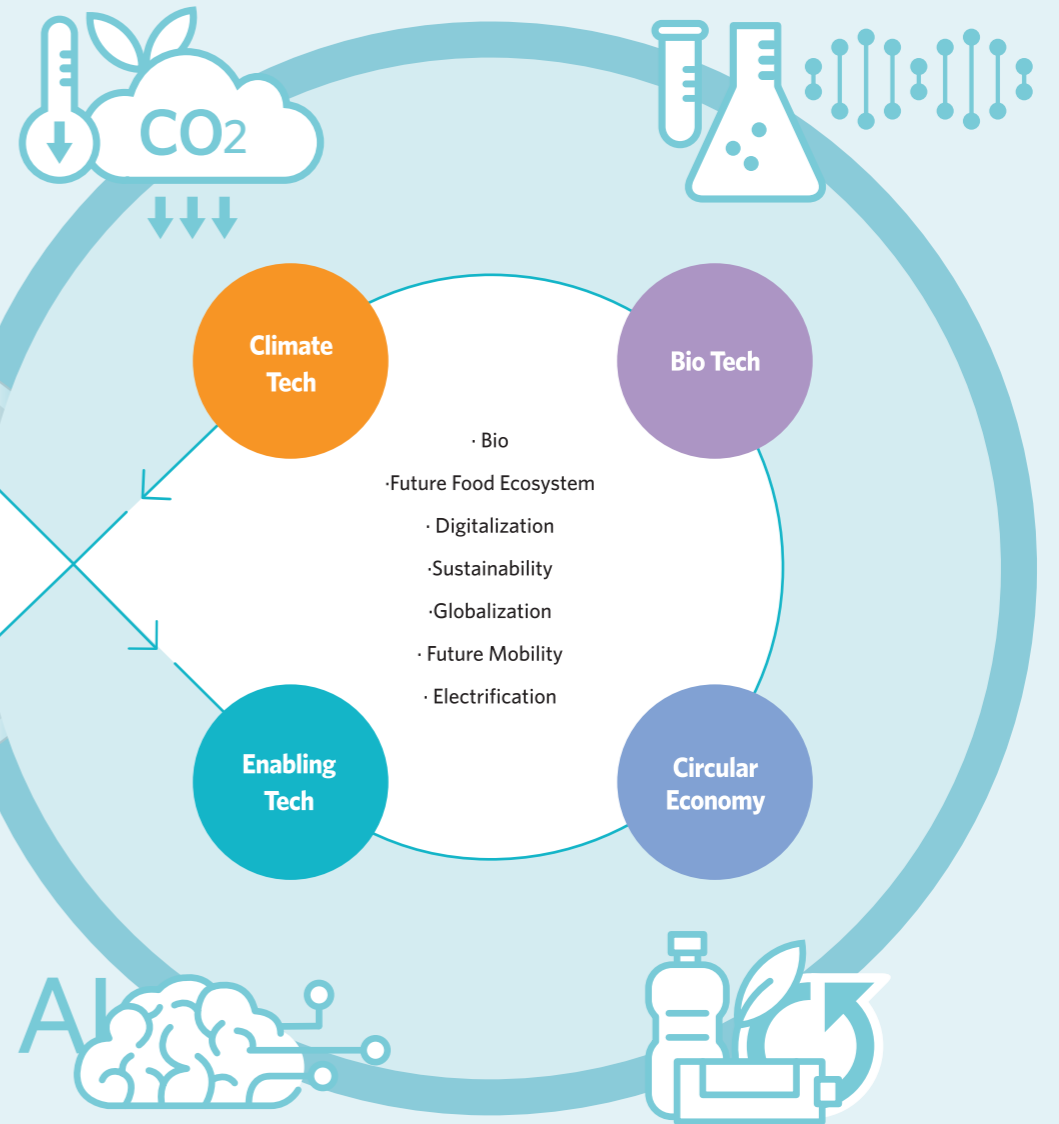 CO2
Climate
Tech
Bio Tech
· Bio
·Future Food Ecosystem
· Digitalization
·Sustainability
·Globalization
· Future Mobility
· Electrification
Enabling
Tech
Circular
Economy
AI